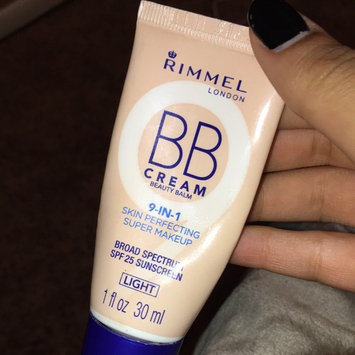 RIMMEL
LONDON
BB
CREAM
BEAUTY BALM
9-IN-1
SKIN PERFECTING
SUPER MAKEUP
BROAD SPECTRUM
SPF 25 SUNSCREEN
LIGHT
1 fl oz 30 ml